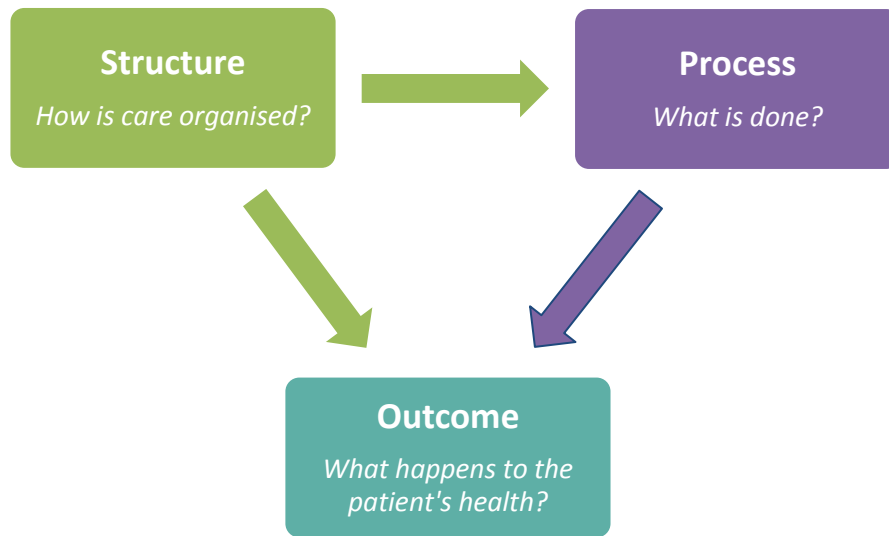 Structure
How is care organised?
Process
What is done?
Outcome
What happens to the
patient's health?